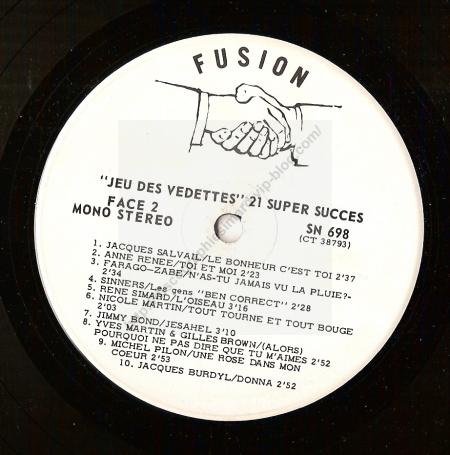 FUSION
"JEU DES VEDETTES" 21 SUPER SUCCES
FACE 2
MONO STEREO
SN 698
(CT 38793)
1. JACQUES SALVAIL/LE BONHEUR C'EST TOI 2'37
2. ANNE RENEE/TOI ET MOI 2'23
3. FARAGO-ZABE/N'AS-TU JAMAIS VU LA PLUIE?-
2'34
4. SINNERS/Les gens "BEN CORRECT" 2'28
5. RENE SIMARD/L'OISEAU 3'16
6. NICOLE MARTIN/TOUT TOURNE ET TOUT BOUGE
2'03
7. JIMMY BOND/JESAHEL 3'10
8. YVES MARTIN & GILLES BROWN/(ALORS)
POURQUOI NE PAS DIRE QUE TU M'AIMES 2'52
9. MICHEL PILON/UNE ROSE DANS MON
COEUR 2'53
10. JACQUES BURDYL/DONNA 2'52